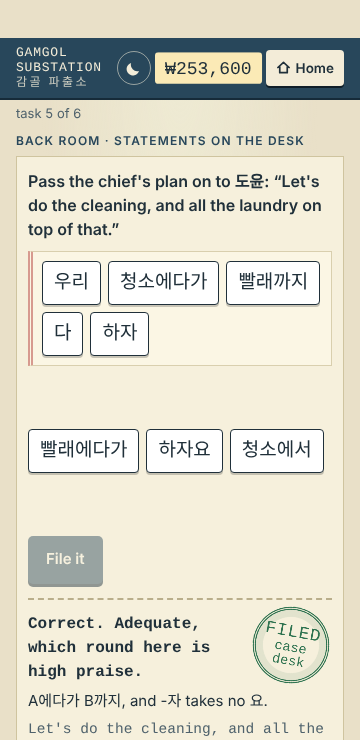 GAMGOL
SUBSTATION
감골 파출소
₩253,600
Home
task 5 of 6
BACK ROOM · STATEMENTS ON THE DESK
Pass the chief's plan on to 도윤: “Let's
do the cleaning, and all the laundry on
top of that.”
우리 청소에다가 빨래까지
다 하자
빨래에다가 하자요 청소에서
File it
Correct. Adequate,
which round here is
high praise.
FILED
case
desk
A에다가 B까지, and -자 takes no 요.
Let's do the cleaning, and all the